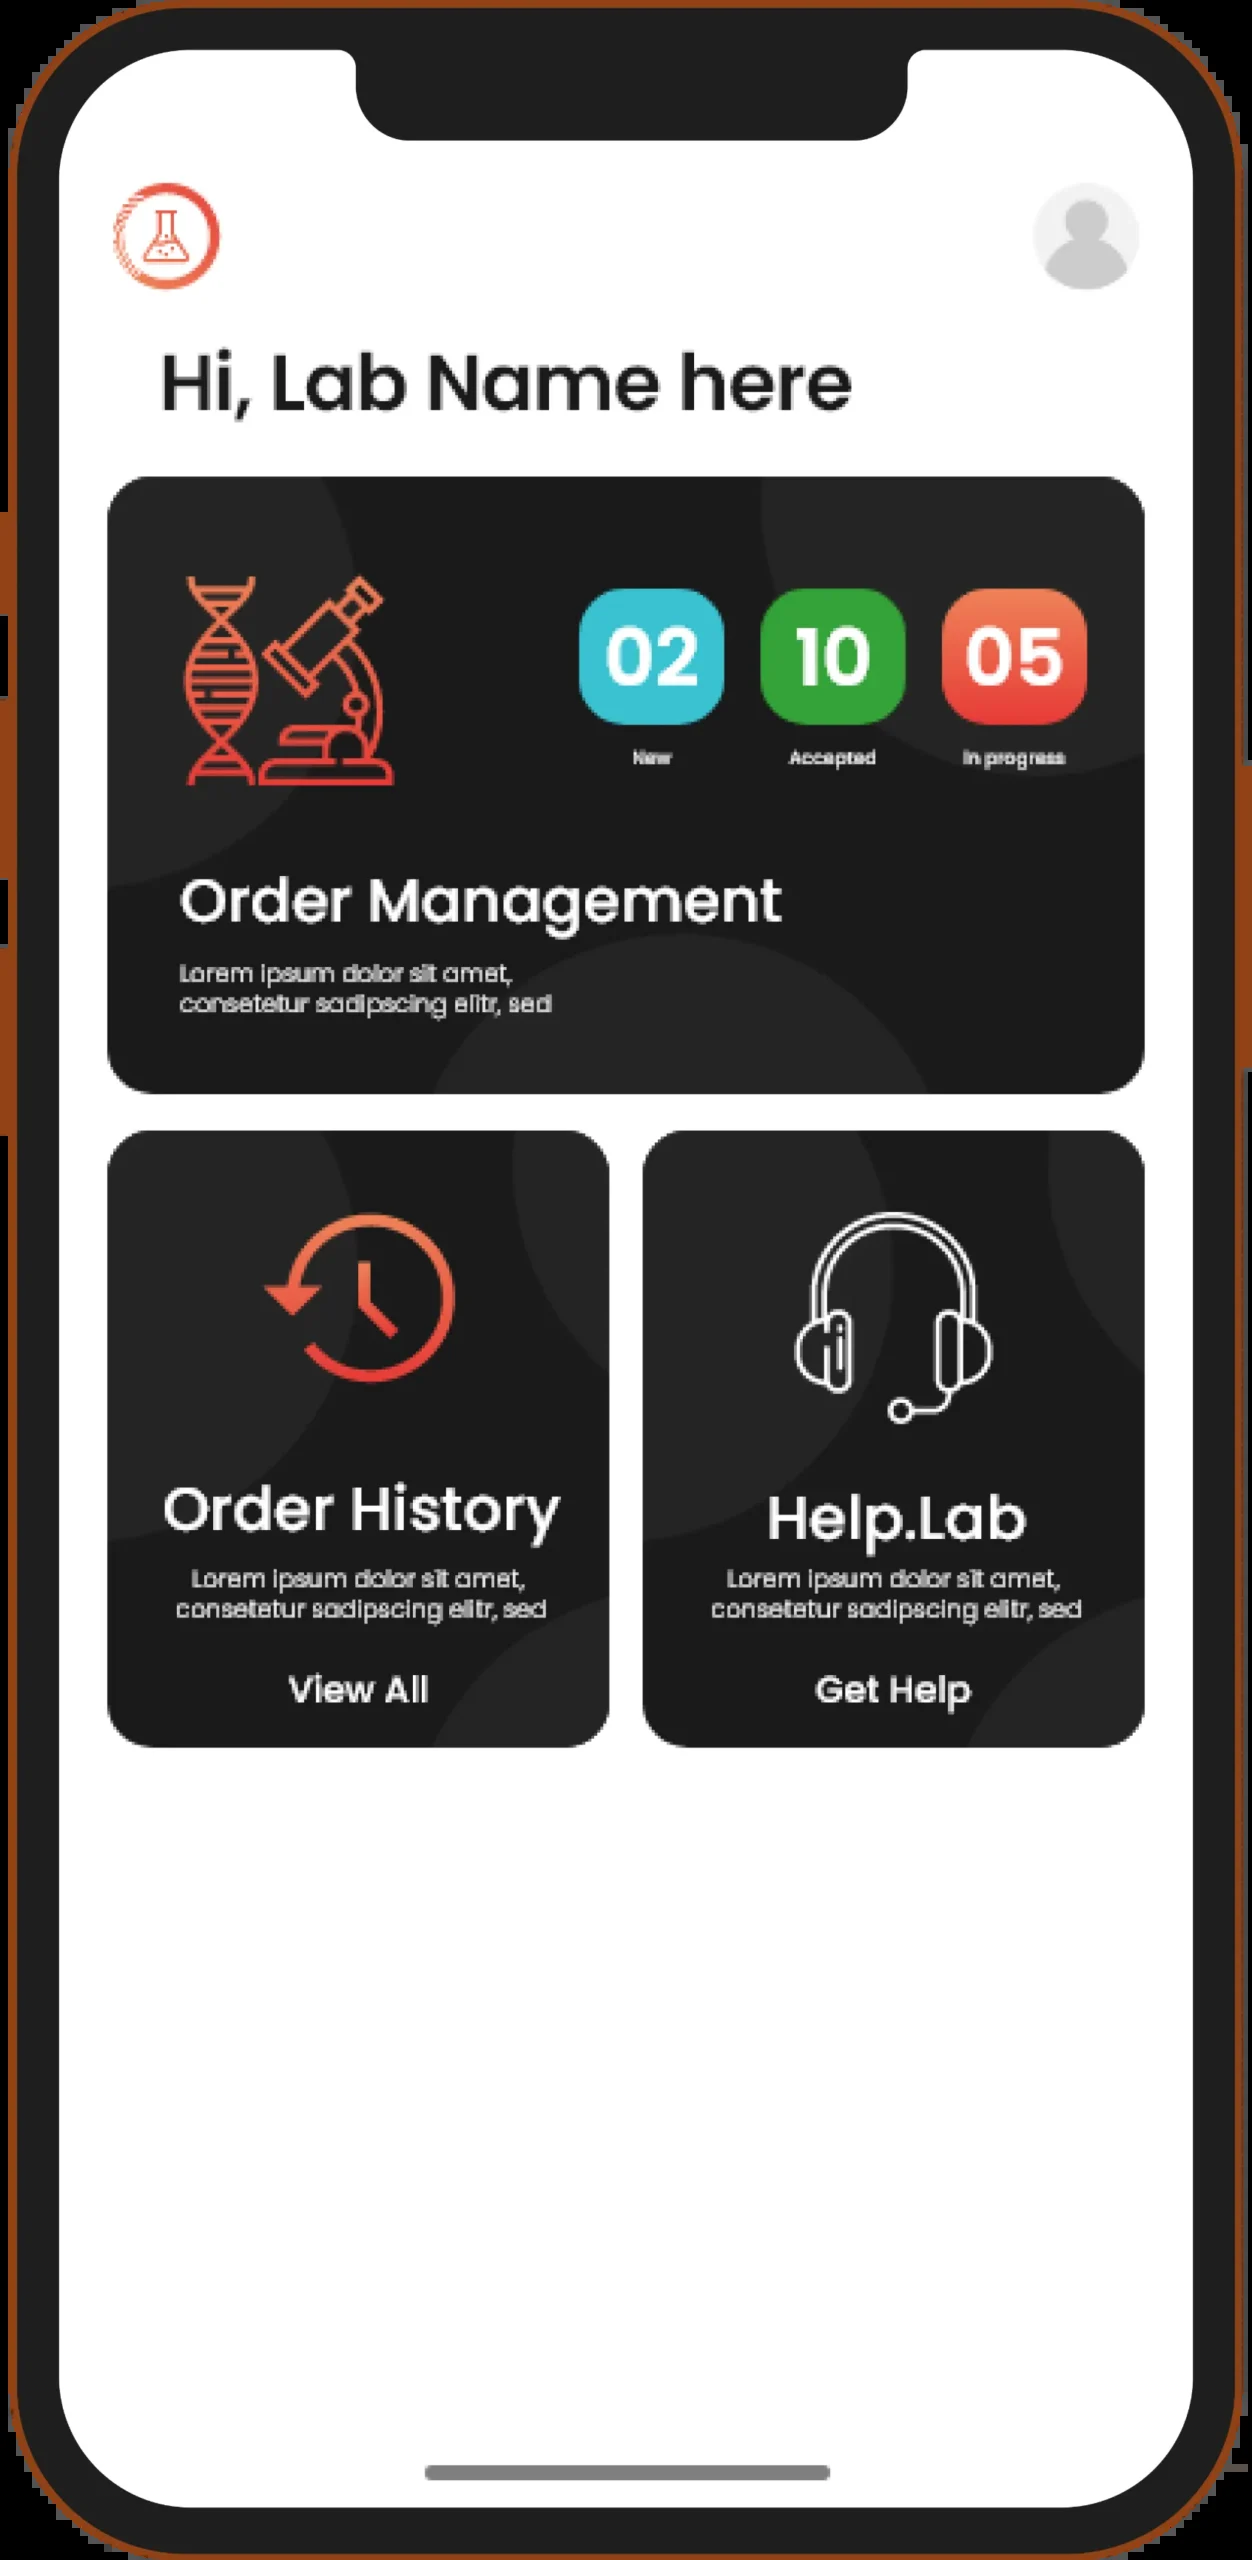 Hi, Lab Name here
02 10 05
New Accepted In progress
Order Management
Lorem ipsum dolor sit amet,
consetetur sadipscing elitr, sed
Order History
Lorem ipsum dolor sit amet,
consetetur sadipscing elitr, sed
View All
Help.Lab
Lorem ipsum dolor sit amet,
consetetur sadipscing elitr, sed
Get Help